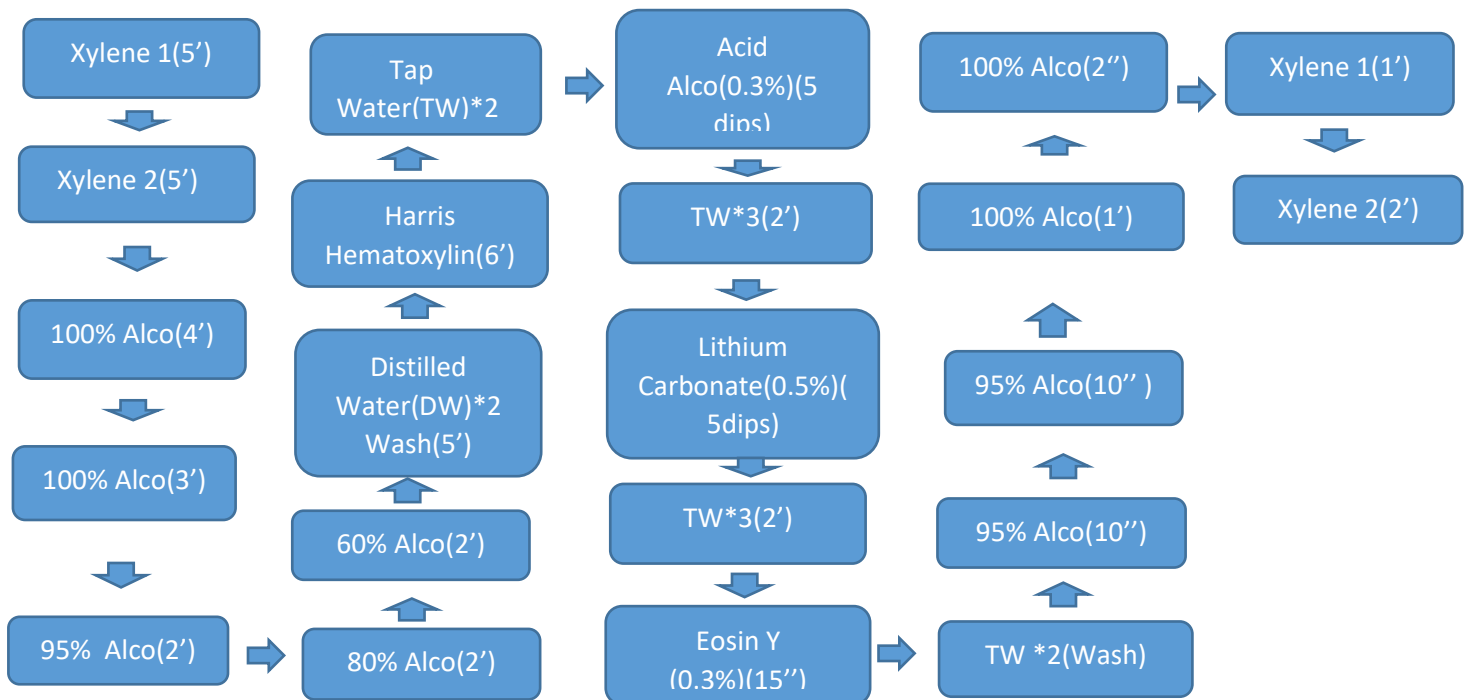 Xylene 1(5’)
Xylene 2(5’)
100% Alco(4’)
100% Alco(3’)
95%  Alco(2’)
80% Alco(2’)
60% Alco(2’)
Distilled
Water(DW)*2
Wash(5’)
Harris
Hematoxylin(6’)
Tap
Water(TW)*2
Acid
Alco(0.3%)(5
dips)
TW*3(2’)
Lithium
Carbonate(0.5%)(
5dips)
TW*3(2’)
Eosin Y
(0.3%)(15’’)
TW *2(Wash)
95% Alco(10’’)
95% Alco(10’’ )
100% Alco(1’)
100% Alco(2‘’)
Xylene 1(1’)
Xylene 2(2’)